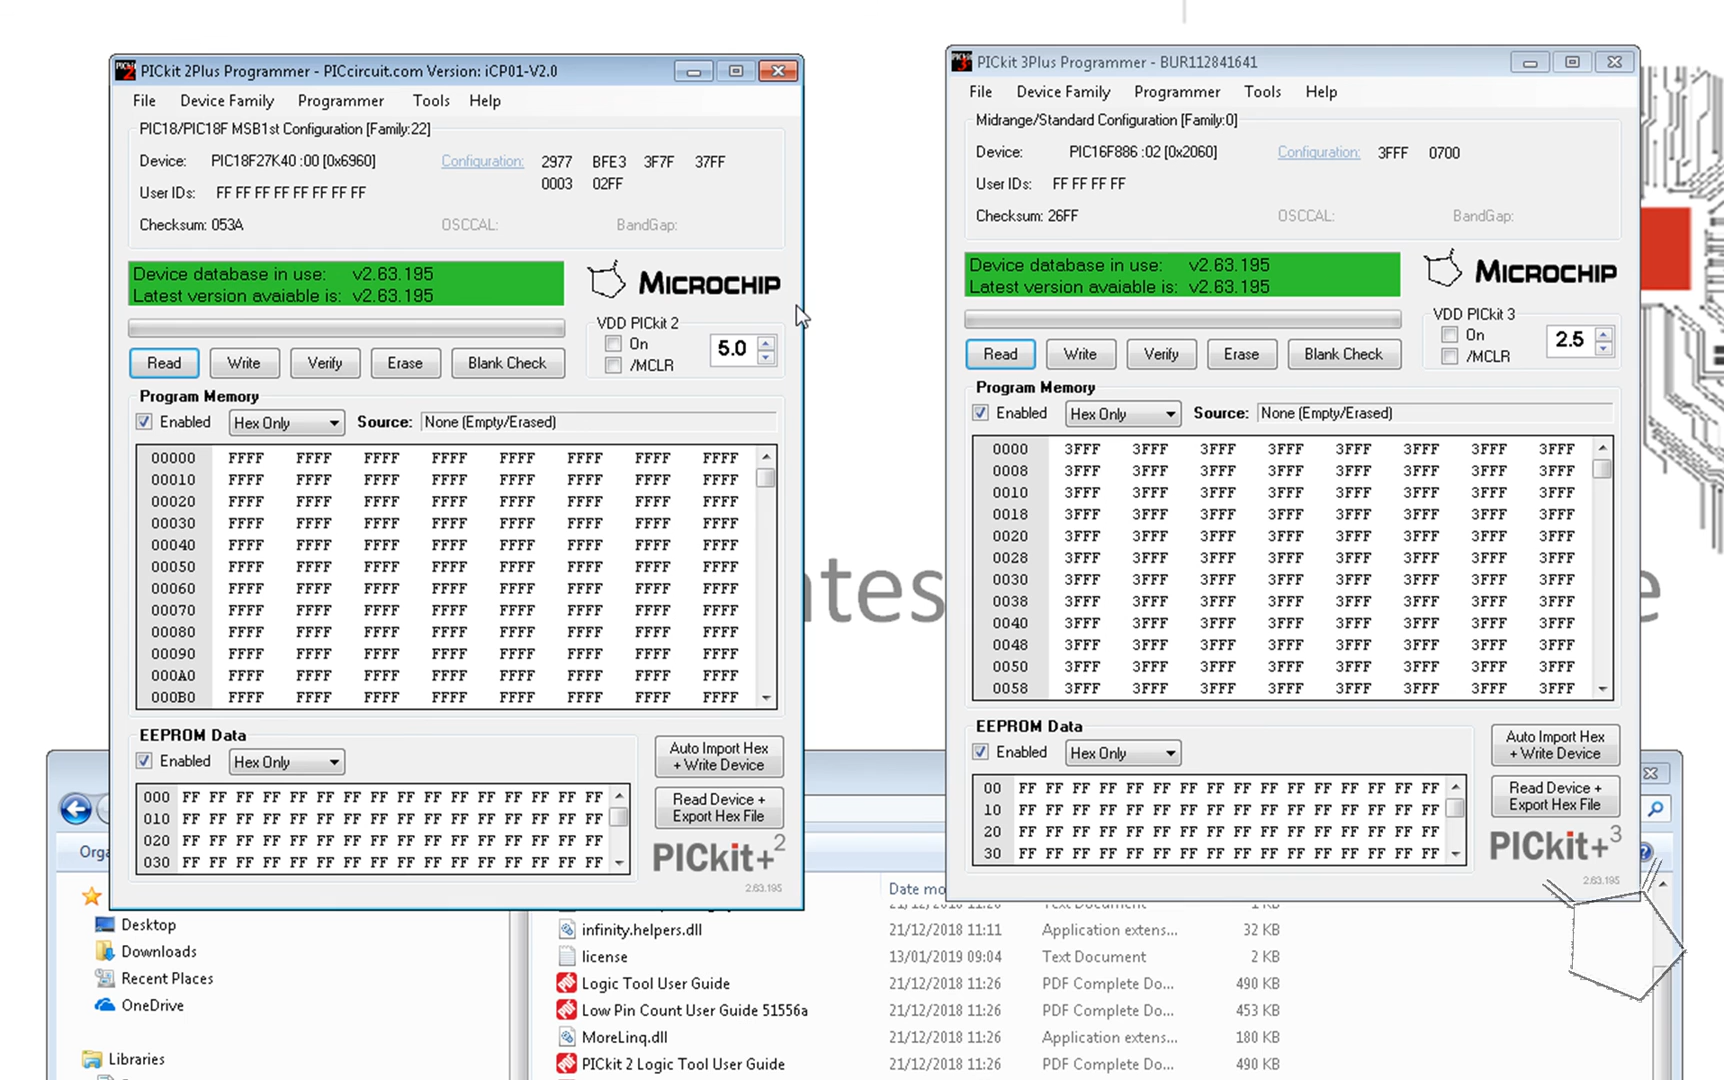 PICkit 2Plus Programmer - PICcircuit.com Version: iCP01-V2.0
File Device Family Programmer Tools Help
PIC18/PIC18F MSB1st Configuration [Family:22]
Device: PIC18F27K40 :00 [0x6960] Configuration: 2977 BFE3 3F7F 37FF
0003 02FF
User IDs: FF FF FF FF FF FF FF FF
Checksum: 053A OSCCAL: BandGap:
Device database in use: v2.63.195
Latest version avaiable is: v2.63.195
MICROCHIP
VDD PICkit 2
On
/MCLR
5.0
Read Write Verify Erase Blank Check
Program Memory
Enabled Hex Only Source: None (Empty/Erased)
00000 FFFF FFFF FFFF FFFF FFFF FFFF FFFF FFFF
00010 FFFF FFFF FFFF FFFF FFFF FFFF FFFF FFFF
00020 FFFF FFFF FFFF FFFF FFFF FFFF FFFF FFFF
00030 FFFF FFFF FFFF FFFF FFFF FFFF FFFF FFFF
00040 FFFF FFFF FFFF FFFF FFFF FFFF FFFF FFFF
00050 FFFF FFFF FFFF FFFF FFFF FFFF FFFF FFFF
00060 FFFF FFFF FFFF FFFF FFFF FFFF FFFF FFFF
00070 FFFF FFFF FFFF FFFF FFFF FFFF FFFF FFFF
00080 FFFF FFFF FFFF FFFF FFFF FFFF FFFF FFFF
00090 FFFF FFFF FFFF FFFF FFFF FFFF FFFF FFFF
000A0 FFFF FFFF FFFF FFFF FFFF FFFF FFFF FFFF
000B0 FFFF FFFF FFFF FFFF FFFF FFFF FFFF FFFF
EEPROM Data
Enabled Hex Only
000 FF FF FF FF FF FF FF FF FF FF FF FF FF FF FF FF
010 FF FF FF FF FF FF FF FF FF FF FF FF FF FF FF FF
020 FF FF FF FF FF FF FF FF FF FF FF FF FF FF FF FF
030 FF FF FF FF FF FF FF FF FF FF FF FF FF FF FF FF
Auto Import Hex
+ Write Device
Read Device +
Export Hex File
PICkit+2
2.63.195
PICkit 3Plus Programmer - BUR112841641
File Device Family Programmer Tools Help
Midrange/Standard Configuration [Family:0]
Device: PIC16F886 :02 [0x2060] Configuration: 3FFF 0700
User IDs: FF FF FF FF
Checksum: 26FF OSCCAL: BandGap:
Device database in use: v2.63.195
Latest version avaiable is: v2.63.195
MICROCHIP
VDD PICkit 3
On
/MCLR
2.5
Read Write Verify Erase Blank Check
Program Memory
Enabled Hex Only Source: None (Empty/Erased)
0000 3FFF 3FFF 3FFF 3FFF 3FFF 3FFF 3FFF 3FFF
0008 3FFF 3FFF 3FFF 3FFF 3FFF 3FFF 3FFF 3FFF
0010 3FFF 3FFF 3FFF 3FFF 3FFF 3FFF 3FFF 3FFF
0018 3FFF 3FFF 3FFF 3FFF 3FFF 3FFF 3FFF 3FFF
0020 3FFF 3FFF 3FFF 3FFF 3FFF 3FFF 3FFF 3FFF
0028 3FFF 3FFF 3FFF 3FFF 3FFF 3FFF 3FFF 3FFF
0030 3FFF 3FFF 3FFF 3FFF 3FFF 3FFF 3FFF 3FFF
0038 3FFF 3FFF 3FFF 3FFF 3FFF 3FFF 3FFF 3FFF
0040 3FFF 3FFF 3FFF 3FFF 3FFF 3FFF 3FFF 3FFF
0048 3FFF 3FFF 3FFF 3FFF 3FFF 3FFF 3FFF 3FFF
0050 3FFF 3FFF 3FFF 3FFF 3FFF 3FFF 3FFF 3FFF
0058 3FFF 3FFF 3FFF 3FFF 3FFF 3FFF 3FFF 3FFF
EEPROM Data
Enabled Hex Only
00 FF FF FF FF FF FF FF FF FF FF FF FF FF FF FF FF
10 FF FF FF FF FF FF FF FF FF FF FF FF FF FF FF FF
20 FF FF FF FF FF FF FF FF FF FF FF FF FF FF FF FF
30 FF FF FF FF FF FF FF FF FF FF FF FF FF FF FF FF
Auto Import Hex
+ Write Device
Read Device +
Export Hex File
PICkit+3
2.63.195
ates
e
Orga
Date mo
Desktop
Downloads
Recent Places
OneDrive
Libraries
infinity.helpers.dll 21/12/2018 11:11 Application extens... 32 KB
license 13/01/2019 09:04 Text Document 2 KB
Logic Tool User Guide 21/12/2018 11:26 PDF Complete Do... 490 KB
Low Pin Count User Guide 51556a 21/12/2018 11:26 PDF Complete Do... 453 KB
MoreLinq.dll 21/12/2018 11:26 Application extens... 180 KB
PICkit 2 Logic Tool User Guide 21/12/2018 11:26 PDF Complete Do... 490 KB